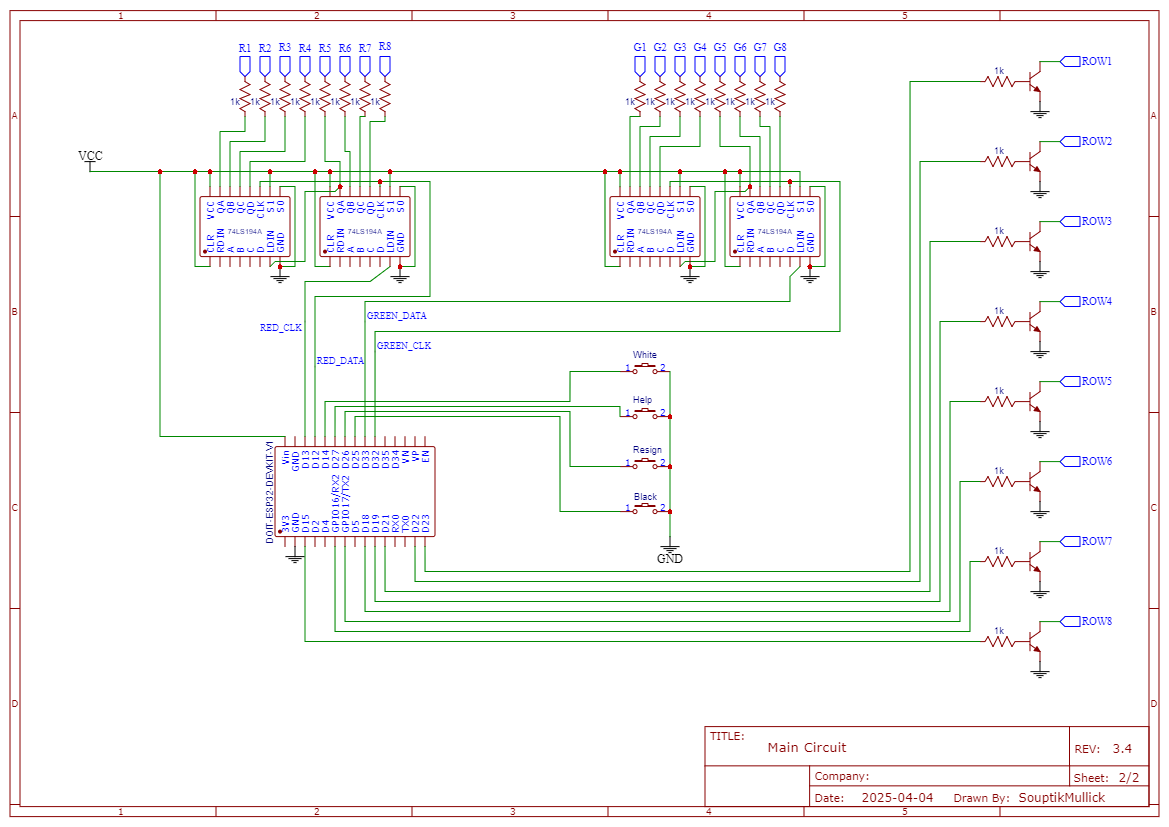 1 2 3 4 5
A
B
C
D
A
B
C
D
R1 R2 R3 R4 R5 R6 R7 R8
1k 1k 1k 1k 1k 1k 1k 1k
G1 G2 G3 G4 G5 G6 G7 G8
1k 1k 1k 1k 1k 1k 1k 1k
VCC
VCC QA QB QC QD CLK S1 S0
74LS194A
CLR RDIN A B C D LDIN GND
VCC QA QB QC QD CLK S1 S0
74LS194A
CLR RDIN A B C D LDIN GND
VCC QA QB QC QD CLK S1 S0
74LS194A
CLR RDIN A B C D LDIN GND
VCC QA QB QC QD CLK S1 S0
74LS194A
CLR RDIN A B C D LDIN GND
RED_CLK
GREEN_DATA
GREEN_CLK
RED_DATA
White
1 2
Help
1 2
Resign
1 2
Black
1 2
GND
DOIT-ESP32-DEVKIT-V1
Vin GND D13 D12 D14 D27 D26 D25 D33 D32 D35 D34 VN VP EN
3V3 GND D15 D2 D4 GPIO16/RX2 GPIO17/TX2 D5 D18 D19 D21 RX0 TX0 D22 D23
1k ROW1
1k ROW2
1k ROW3
1k ROW4
1k ROW5
1k ROW6
1k ROW7
1k ROW8
TITLE:
Main Circuit
REV: 3.4
Company:
Sheet: 2/2
Date: 2025-04-04 Drawn By: SouptikMullick
1 2 3 4 5